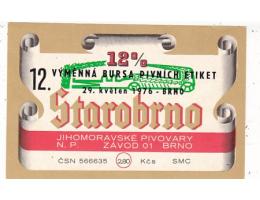 12%
12. VÝMĚNNÁ BURSA PIVNÍCH ETIKET
29. květen 1976 - BRNO
Starobrno
JIHOMORAVSKÉ PIVOVARY
N. P. ZÁVOD 01 BRNO
ČSN 566635 2,80 Kčs SMC